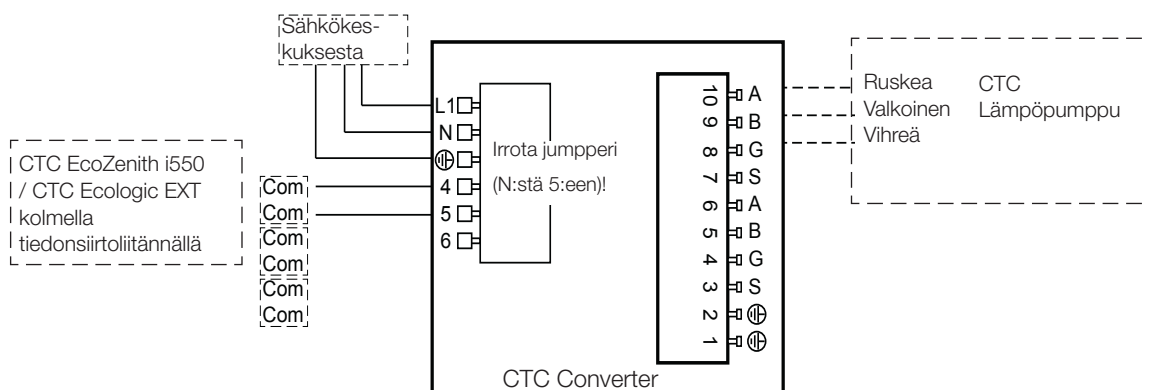 Sähkökes-
kuksesta
CTC EcoZenith i550
/ CTC Ecologic EXT
kolmella
tiedonsiirtoliitännällä
Com
Com
Com
Com
Com
Com
L1
N
4
5
6
Irrota jumpperi
(N:stä 5:een)!
10 A
9 B
8 G
7 S
6 A
5 B
4 G
3 S
2
1
CTC Converter
Ruskea
Valkoinen
Vihreä
CTC
Lämpöpumppu